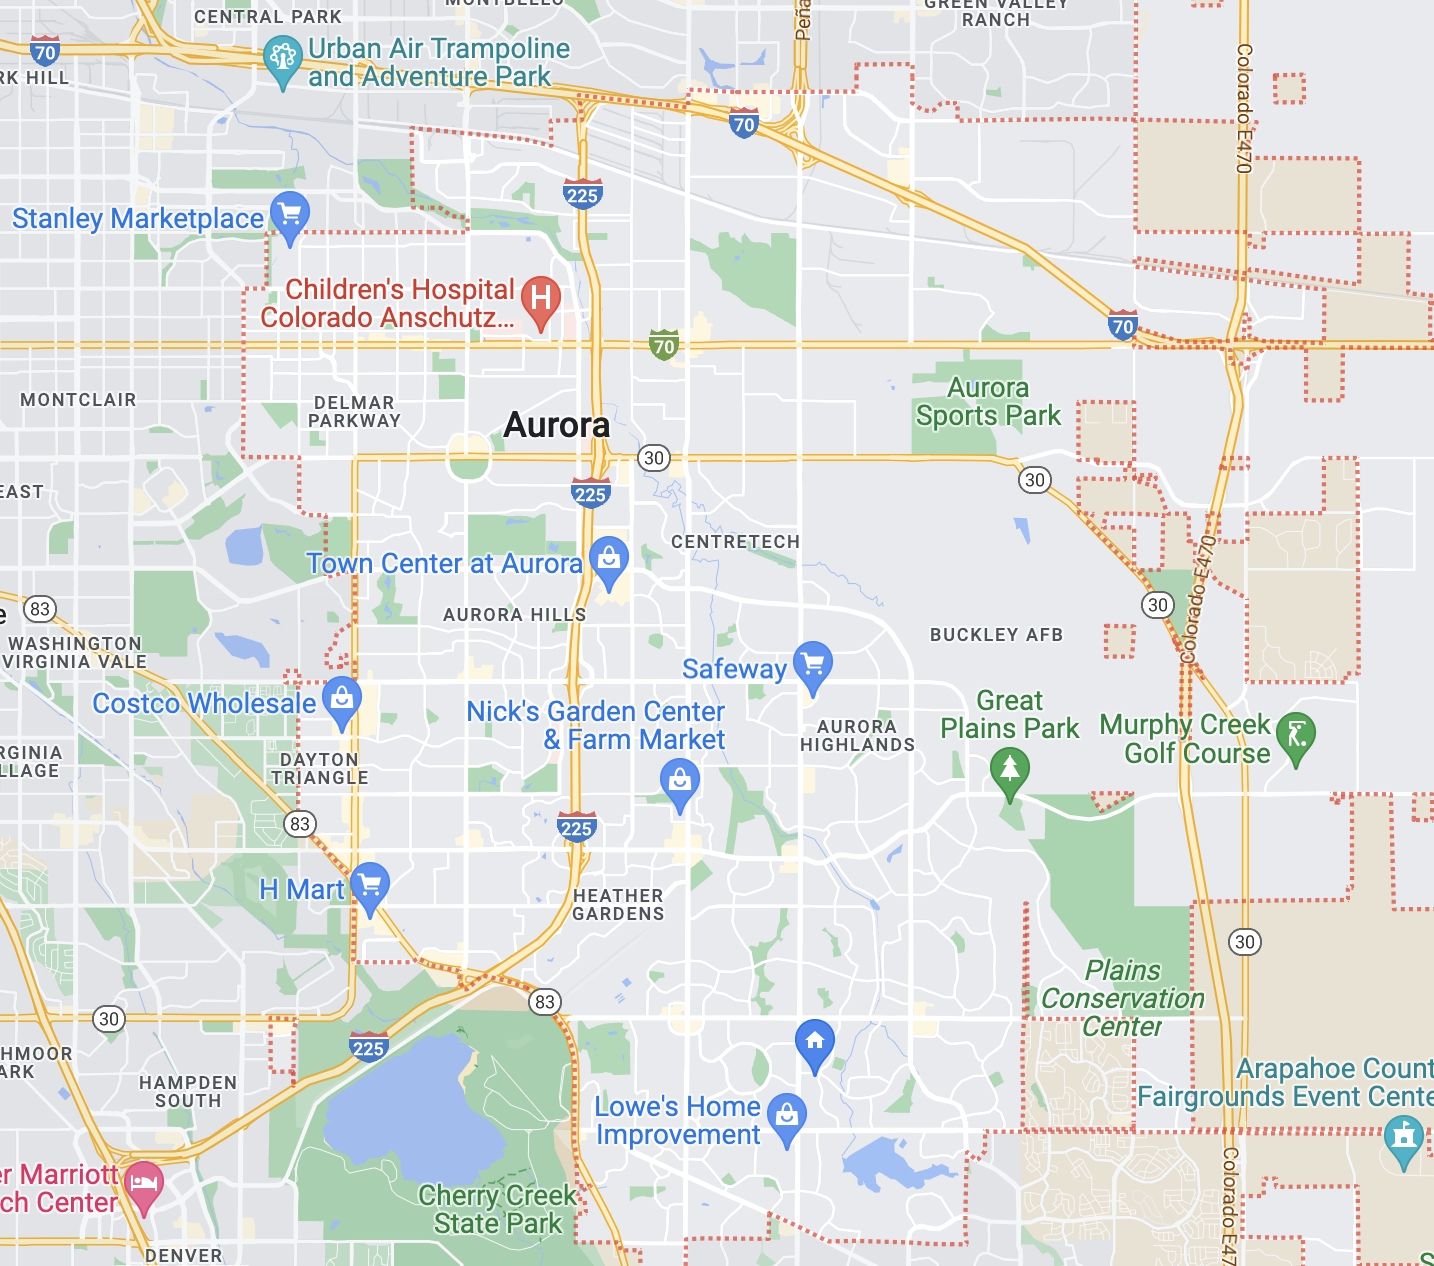 MONTBELLO
CENTRAL PARK
GREEN VALLEY
RANCH
Peña
70
Urban Air Trampoline
and Adventure Park
RK HILL
Colorado E470
70
225
Stanley Marketplace
Children's Hospital
Colorado Anschutz...
70
70
MONTCLAIR
DELMAR
PARKWAY
Aurora
Aurora
Sports Park
30
30
EAST
225
CENTRETECH
Town Center at Aurora
Colorado E470
83
AURORA HILLS
30
e
WASHINGTON
VIRGINIA VALE
BUCKLEY AFB
Safeway
Costco Wholesale
Nick's Garden Center
& Farm Market
Great
Plains Park
Murphy Creek
Golf Course
AURORA
HIGHLANDS
RGINIA
LLAGE
DAYTON
TRIANGLE
83
225
H Mart
HEATHER
GARDENS
30
Plains
Conservation
Center
83
30
225
HMOOR
ARK
HAMPDEN
SOUTH
Arapahoe Count
Fairgrounds Event Cente
Lowe's Home
Improvement
er Marriott
ch Center
Cherry Creek
State Park
Colorado E47
DENVER
S